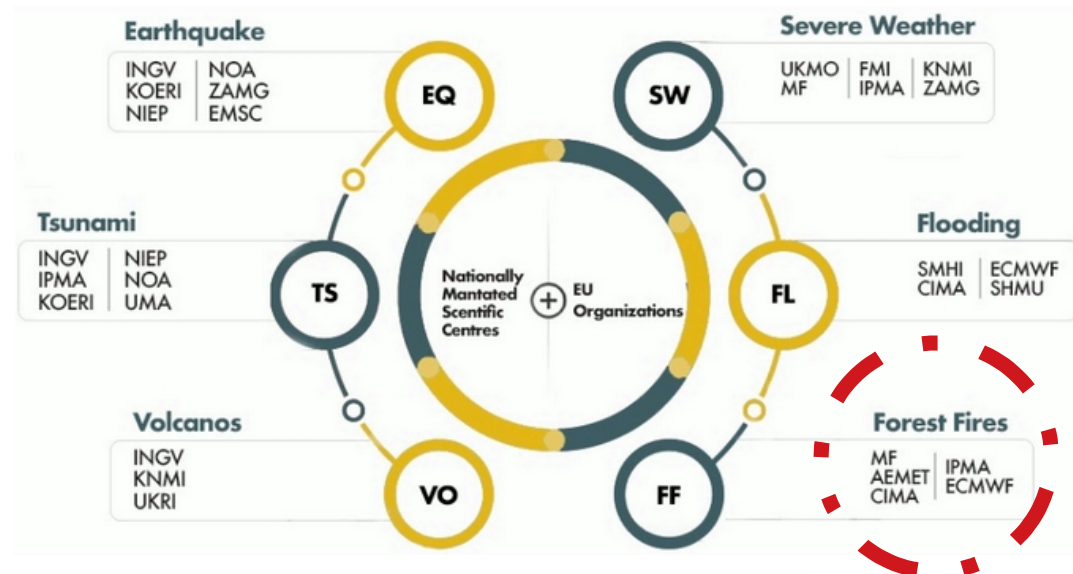 Earthquake
INGV NOA
KOERI ZAMG
NIEP EMSC
EQ
Severe Weather
UKMO FMI KNMI
MF IPMA ZAMG
SW
Tsunami
INGV NIEP
IPMA NOA
KOERI UMA
TS
Nationally
Mantated
Scentific
Centres
+
EU
Organizations
Flooding
SMHI ECMWF
CIMA SHMU
FL
Volcanos
INGV
KNMI
UKRI
VO
Forest Fires
MF
AEMET
CIMA
IPMA
ECMWF
FF